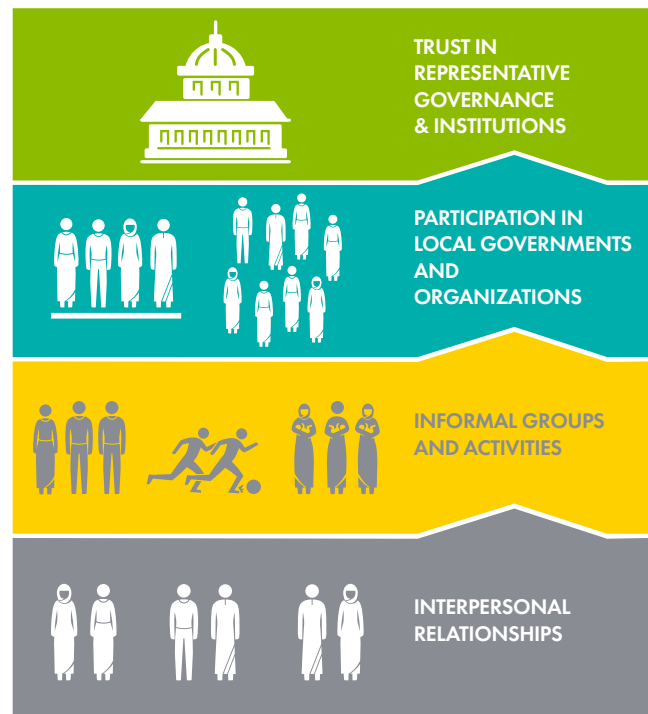 TRUST IN
REPRESENTATIVE
GOVERNANCE
& INSTITUTIONS
PARTICIPATION IN
LOCAL GOVERNMENTS
AND
ORGANIZATIONS
INFORMAL GROUPS
AND ACTIVITIES
INTERPERSONAL
RELATIONSHIPS